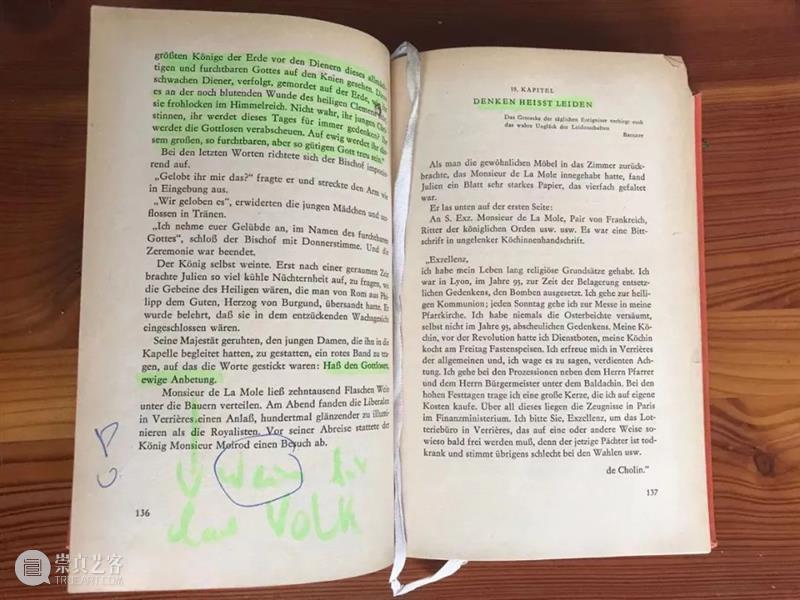 größten Könige der Erde vor den Dienern dieses allmäch-
tigen und furchtbaren Gottes auf den Knien gesehen. Diese
schwachen Diener, verfolgt, gemordet auf der Erde, wie ihr
es an der noch blutenden Wunde des heiligen Clemens
sie frohlocken im Himmelreich. Nicht wahr, ihr jungen
stinnen, ihr werdet dieses Tages für immer gedenken? Ihr
werdet die Gottlosen verabscheuen. Auf ewig werdet ihr
sem großen, so furchtbaren, aber so gütigen Gott treu sein."
Bei den letzten Worten richtete sich der Bischof imponie-
rend auf.
„Gelobt ihr mir das?" fragte er und streckte den Arm wie
in Eingebung aus.
„Wir geloben es", erwiderten die jungen Mädchen und
flossen in Tränen.
„Ich nehme euer Gelübde an, im Namen des furchtbaren
Gottes", schloß der Bischof mit Donnerstimme. Und die
Zeremonie war beendet.
Der König selbst weinte. Erst nach einer geraumen Zeit
brachte Julien so viel kühle Nüchternheit auf, zu fragen, wo
die Gebeine des Heiligen wären, die man von Rom aus Phi-
lipp dem Guten, Herzog von Burgund, übersandt hatte. Er
wurde belehrt, daß sie in dem entzückenden Wachsgesicht
eingeschlossen wären.
Seine Majestät geruhten, den jungen Damen, die ihn in die
Kapelle begleitet hatten, zu gestatten, ein rotes Band zu tra-
gen, auf das die Worte gestickt waren: Haß den Gottlosen,
ewige Anbetung.
Monsieur de La Mole ließ zehntausend Flaschen Wein
unter die Bauern verteilen. Am Abend fanden die Liberalen
in Verrières einen Anlaß, hundertmal glänzender zu illumi-
nieren als die Royalisten. Vor seiner Abreise stattete der
König Monsieur Moirod einen Besuch ab.
das VOLK
136
19. KAPITEL
DENKEN HEISST LEIDEN
Das Groteske der täglichen Ereignisse verbirgt euch
das wahre Unglück der Leidenschaften
Barnave
Als man die gewöhnlichen Möbel in das Zimmer zurück-
brachte, das Monsieur de La Mole innegehabt hatte, fand
Julien ein Blatt sehr starkes Papier, das vierfach gefaltet
war.
Er las unten auf der ersten Seite:
An S. Exz. Monsieur de La Mole, Pair von Frankreich,
Ritter der königlichen Orden usw. usw. Es war eine Bitt-
schrift in ungelenker Köchinnenhandschrift.
„Exzellenz,
ich habe mein Leben lang religiöse Grundsätze gehabt. Ich
war in Lyon, im Jahre 93, zur Zeit der Belagerung entsetz-
lichen Gedenkens, den Bomben ausgesetzt. Ich gehe zur heili-
gen Kommunion; jeden Sonntag gehe ich zur Messe in meine
Pfarrkirche. Ich habe niemals die Osterbeichte versäumt,
selbst nicht im Jahre 93, abscheulichen Gedenkens. Meine Kö-
chin, vor der Revolution hatte ich Dienstboten, meine Köchin
kocht am Freitag Fastenspeisen. Ich erfreue mich in Verrières
der allgemeinen und, ich wage es zu sagen, verdienten Ach-
tung. Ich gehe bei den Prozessionen neben dem Herrn Pfarrer
und dem Herrn Bürgermeister unter dem Baldachin. Bei den
hohen Festtagen trage ich eine große Kerze, die ich auf eigene
Kosten kaufe. Über all dieses liegen die Zeugnisse in Paris
im Finanzministerium. Ich bitte Sie, Exzellenz, um das Lot-
teriebüro in Verrières, das auf eine oder andere Weise so-
wieso bald frei werden muß, denn der jetzige Pächter ist tod-
krank und stimmt übrigens schlecht bei den Wahlen usw.
de Cholin."
137
崇真艺客
WWW.TRUEART.COM